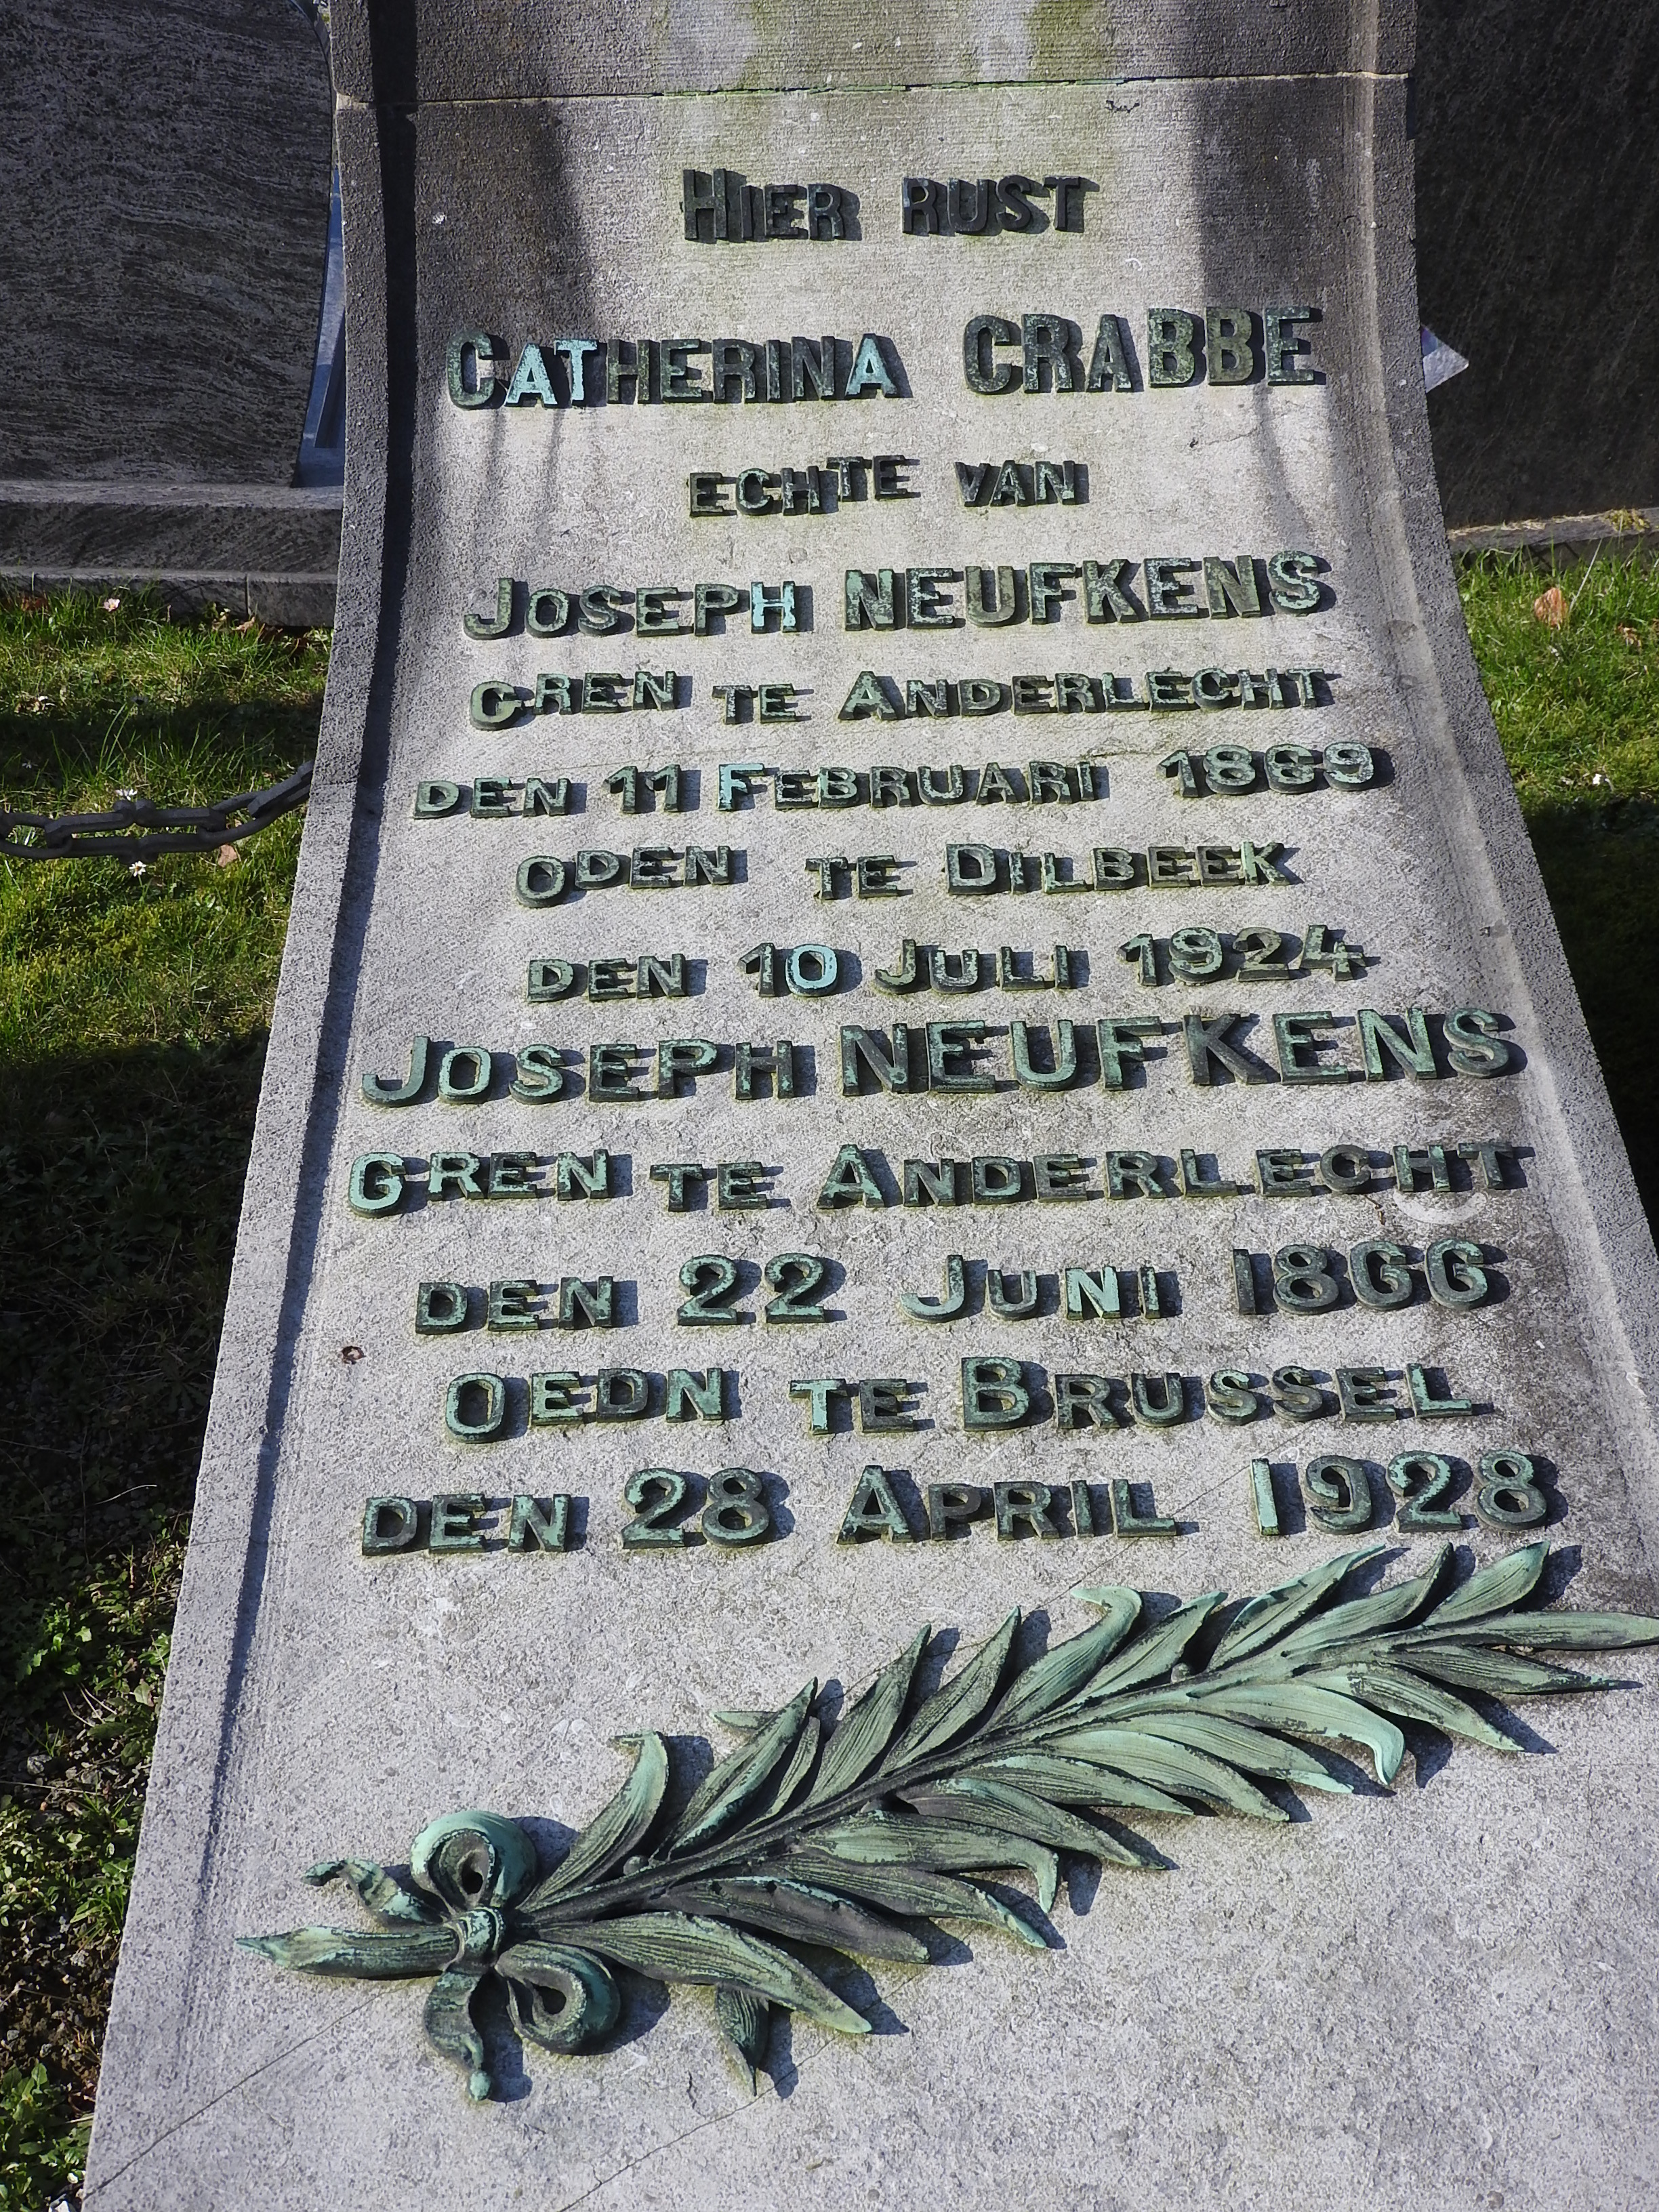 HIER RUST
CATHERINA CRABBE
ECHTE VAN
JOSEPH NEUFKENS
GREN TE ANDERLECHT
DEN 11 FEBRUARI 1869
ODEN TE DILBEEK
DEN 10 JULI 1924
JOSEPH NEUFKENS
GREN TE ANDERLECHT
DEN 22 JUNI 1866
OEDN TE BRUSSEL
DEN 28 APRIL 1928